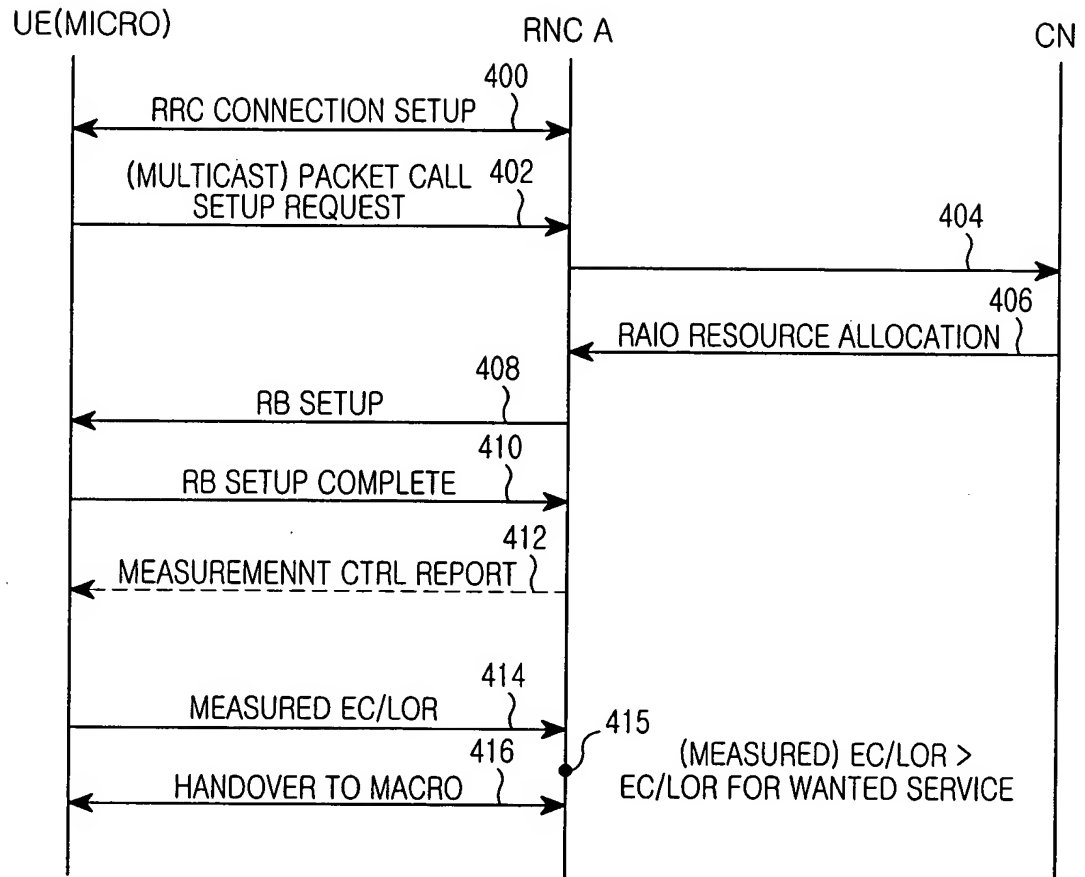 UE(MICRO)
RNC A
CN
400
RRC CONNECTION SETUP
(MULTICAST) PACKET CALL 402
SETUP REQUEST
404
406
RAIO RESOURCE ALLOCATION
408
RB SETUP
410
RB SETUP COMPLETE
412
MEASUREMENNT CTRL REPORT
414
MEASURED EC/LOR
415
416
(MEASURED) EC/LOR >
HANDOVER TO MACRO
EC/LOR FOR WANTED SERVICE